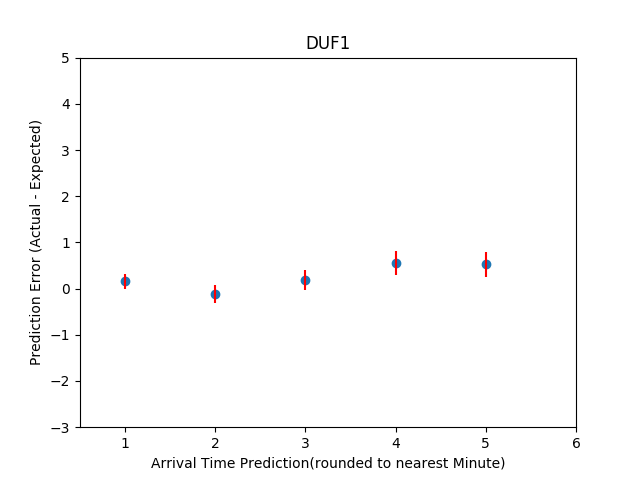 DUF1
Prediction Error (Actual - Expected)
5
4
3
2
1
0
−1
−2
−3
1 2 3 4 5 6
Arrival Time Prediction(rounded to nearest Minute)